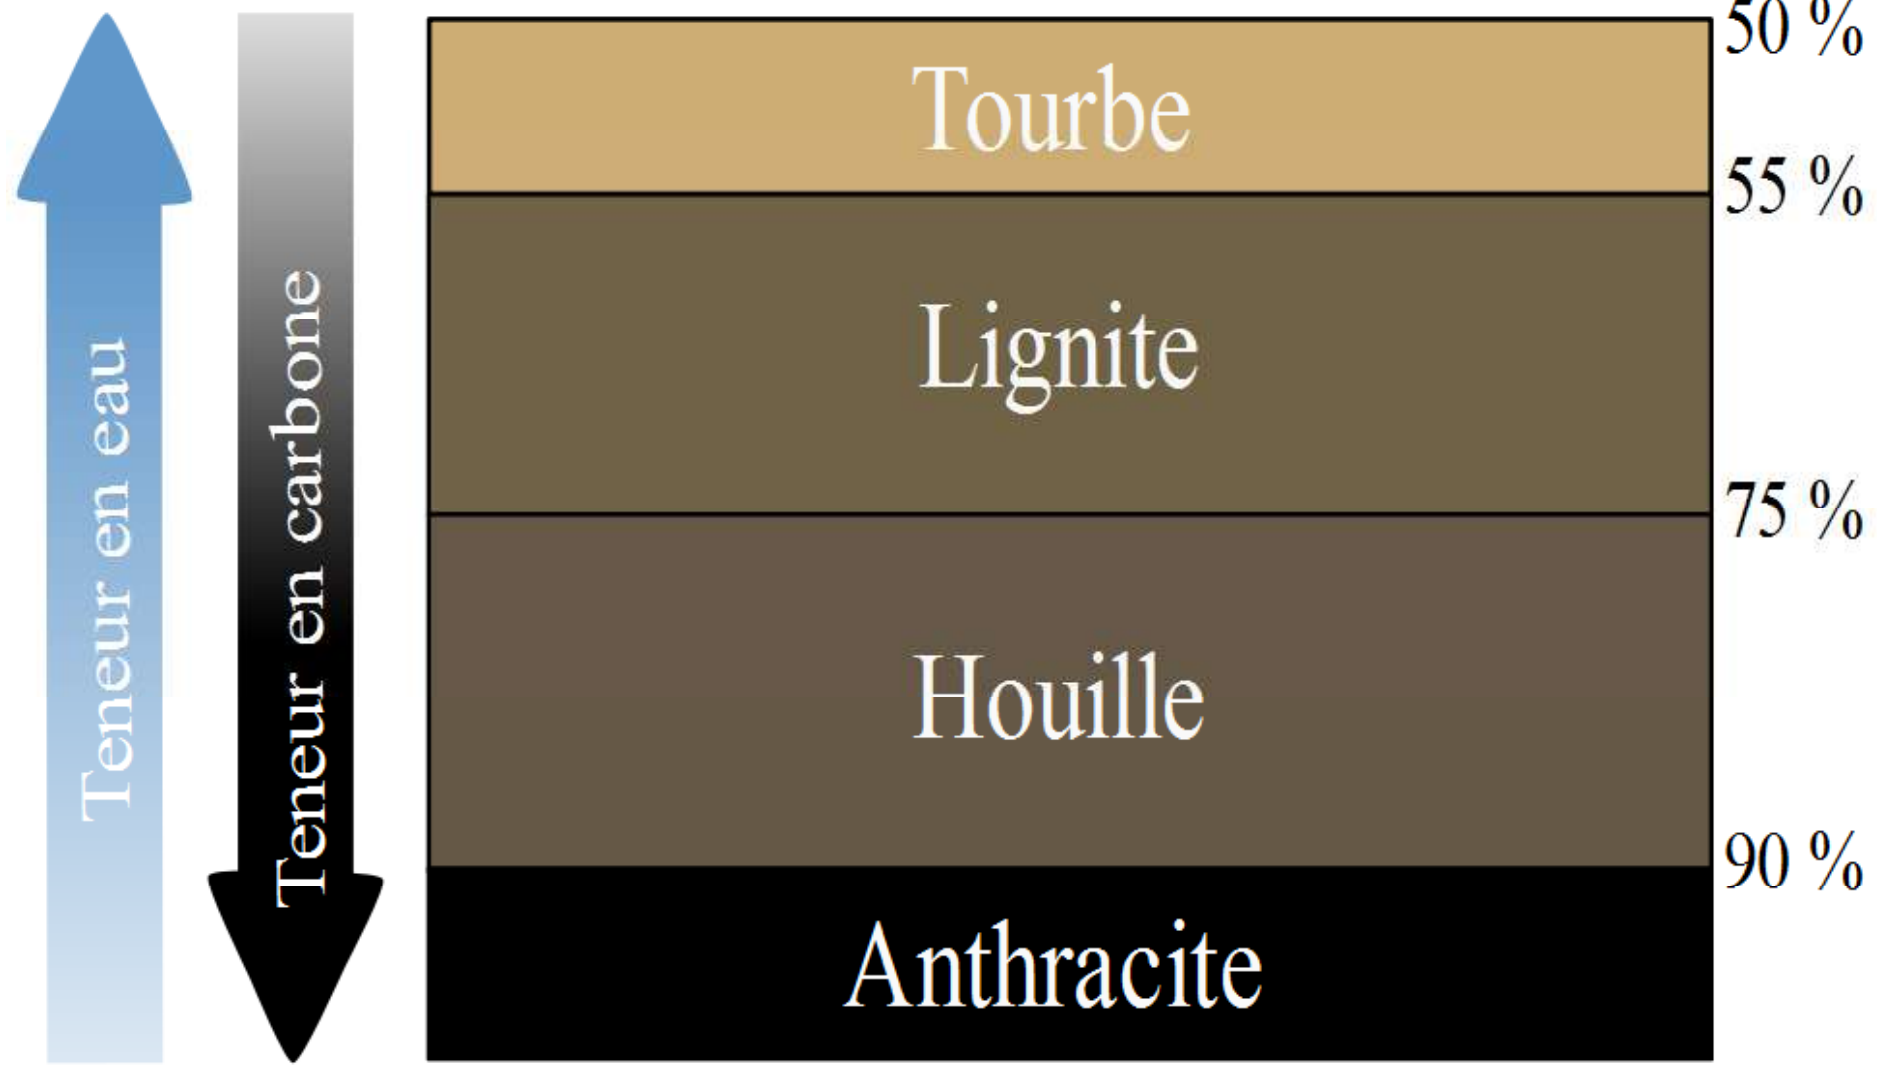 Teneur en eau
Teneur en carbone
50 %
Tourbe
55 %
Lignite
75 %
Houille
90 %
Anthracite